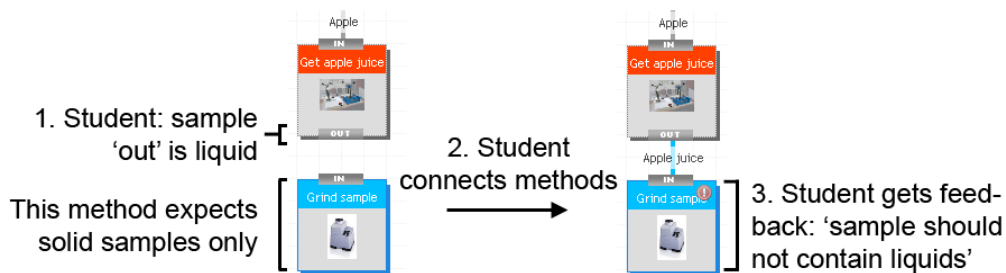 Apple
IN
Get apple juice
OUT
1. Student: sample
‘out’ is liquid
IN
Grind sample
This method expects
solid samples only
2. Student
connects methods
Apple
IN
Get apple juice
OUT
Apple juice
IN
Grind sample
!
3. Student gets feed-
back: ‘sample should
not contain liquids’